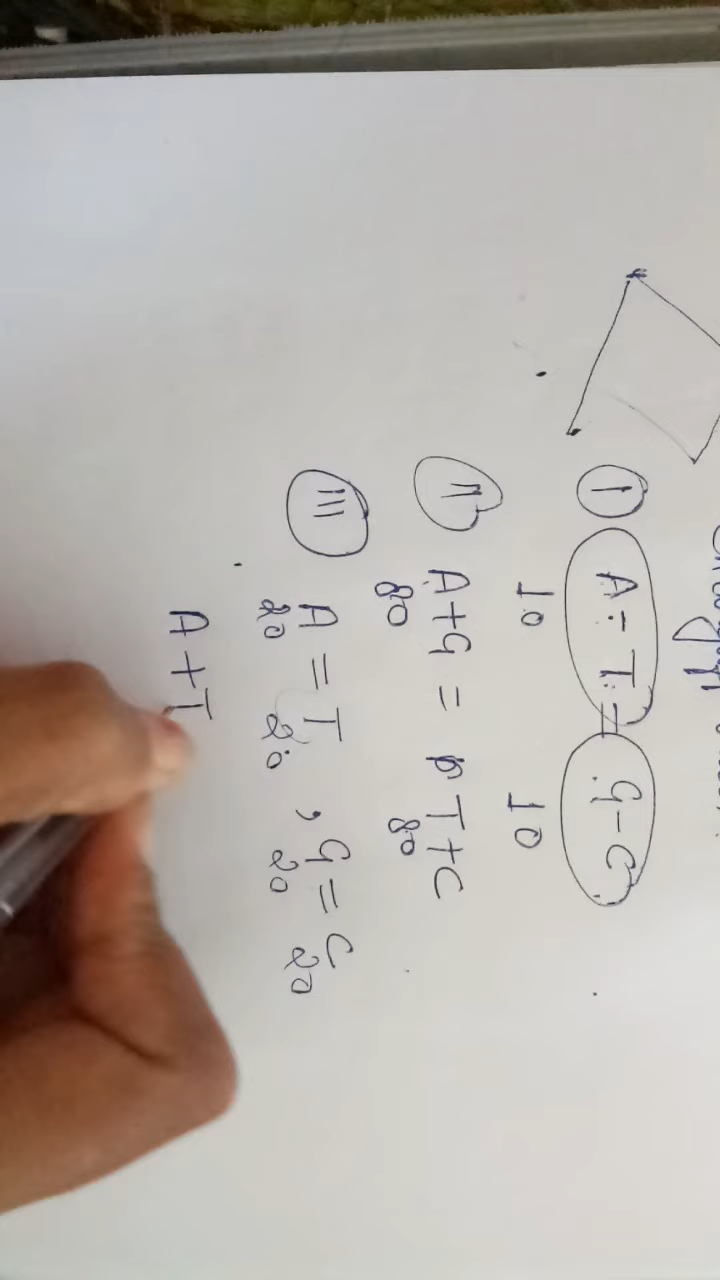 I A - T = G - C
10 10
II A + G = T + C
80 80
III A = T , G = C
20 20 20 20
A + T